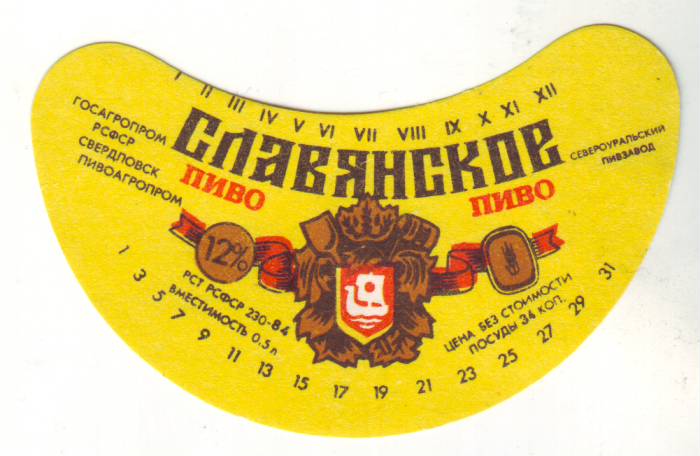 I II III IV V VI VII VIII IX X XI XII
ГОСАГРОПРОМ
РСФСР
СВЕРДЛОВСК
ПИВОАГРОПРОМ
СЛАВЯНСКОЕ
ПИВО
ПИВО
СЕВЕРОУРАЛЬСКИЙ
ПИВЗАВОД
12%
РСТ РСФСР 230-84
ВМЕСТИМОСТЬ 0,5 л
ЦЕНА БЕЗ СТОИМОСТИ
ПОСУДЫ 34 КОП.
1 3 5 7 9 11 13 15 17 19 21 23 25 27 29 31